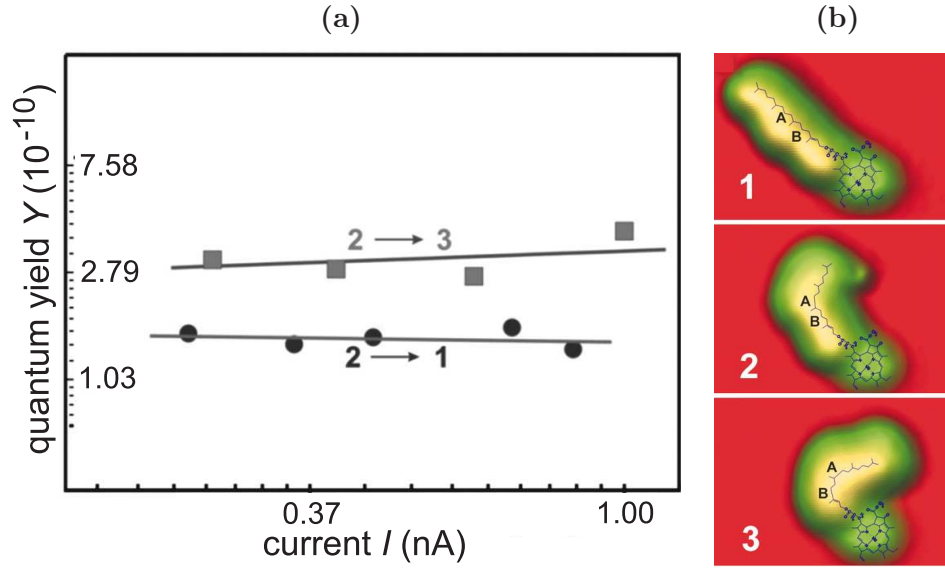 (a)
(b)
quantum yield Y (10⁻¹⁰)
7.58
2.79
1.03
2 → 3
2 → 1
0.37
1.00
current I (nA)
A
B
1
A
B
2
A
B
3